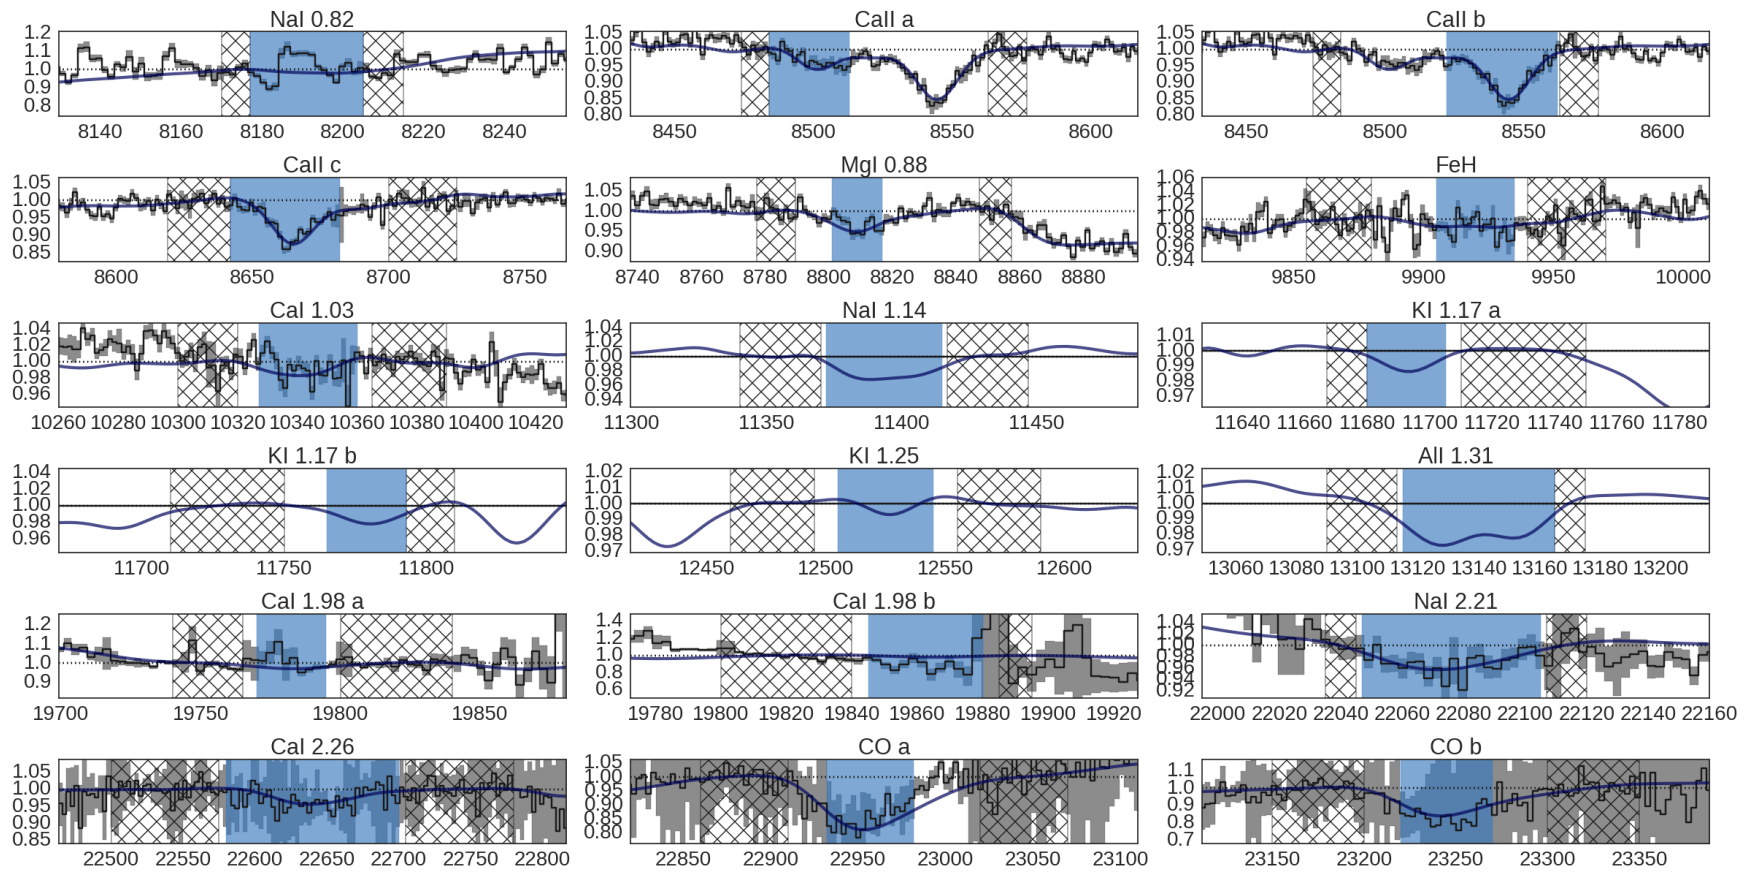 NaI 0.82
CaII a
CaII b
1.2
1.1
1.0
0.9
0.8
8140 8160 8180 8200 8220 8240
1.05
1.00
0.95
0.90
0.85
0.80
8450 8500 8550 8600
1.05
1.00
0.95
0.90
0.85
0.80
8450 8500 8550 8600
CaII c
MgI 0.88
FeH
1.05
1.00
0.95
0.90
0.85
8600 8650 8700 8750
1.05
1.00
0.95
0.90
8740 8760 8780 8800 8820 8840 8860 8880
1.06
1.04
1.02
1.00
0.98
0.96
0.94
9850 9900 9950 10000
CaI 1.03
NaI 1.14
KI 1.17 a
1.04
1.02
1.00
0.98
0.96
10260 10280 10300 10320 10340 10360 10380 10400 10420
1.04
1.02
1.00
0.98
0.96
0.94
11300 11350 11400 11450
1.01
1.00
0.99
0.98
0.97
11640 11660 11680 11700 11720 11740 11760 11780
KI 1.17 b
KI 1.25
AlI 1.31
1.04
1.02
1.00
0.98
0.96
11700 11750 11800
1.02
1.01
1.00
0.99
0.98
0.97
12450 12500 12550 12600
1.02
1.01
1.00
0.99
0.98
0.97
13060 13080 13100 13120 13140 13160 13180 13200
CaI 1.98 a
CaI 1.98 b
NaI 2.21
1.2
1.1
1.0
0.9
19700 19750 19800 19850
1.4
1.2
1.0
0.8
0.6
19780 19800 19820 19840 19860 19880 19900 19920
1.04
1.02
1.00
0.98
0.96
0.94
0.92
22000 22020 22040 22060 22080 22100 22120 22140 22160
CaI 2.26
CO a
CO b
1.05
1.00
0.95
0.90
0.85
22500 22550 22600 22650 22700 22750 22800
1.05
1.00
0.95
0.90
0.85
0.80
22850 22900 22950 23000 23050 23100
1.1
1.0
0.9
0.8
0.7
23150 23200 23250 23300 23350